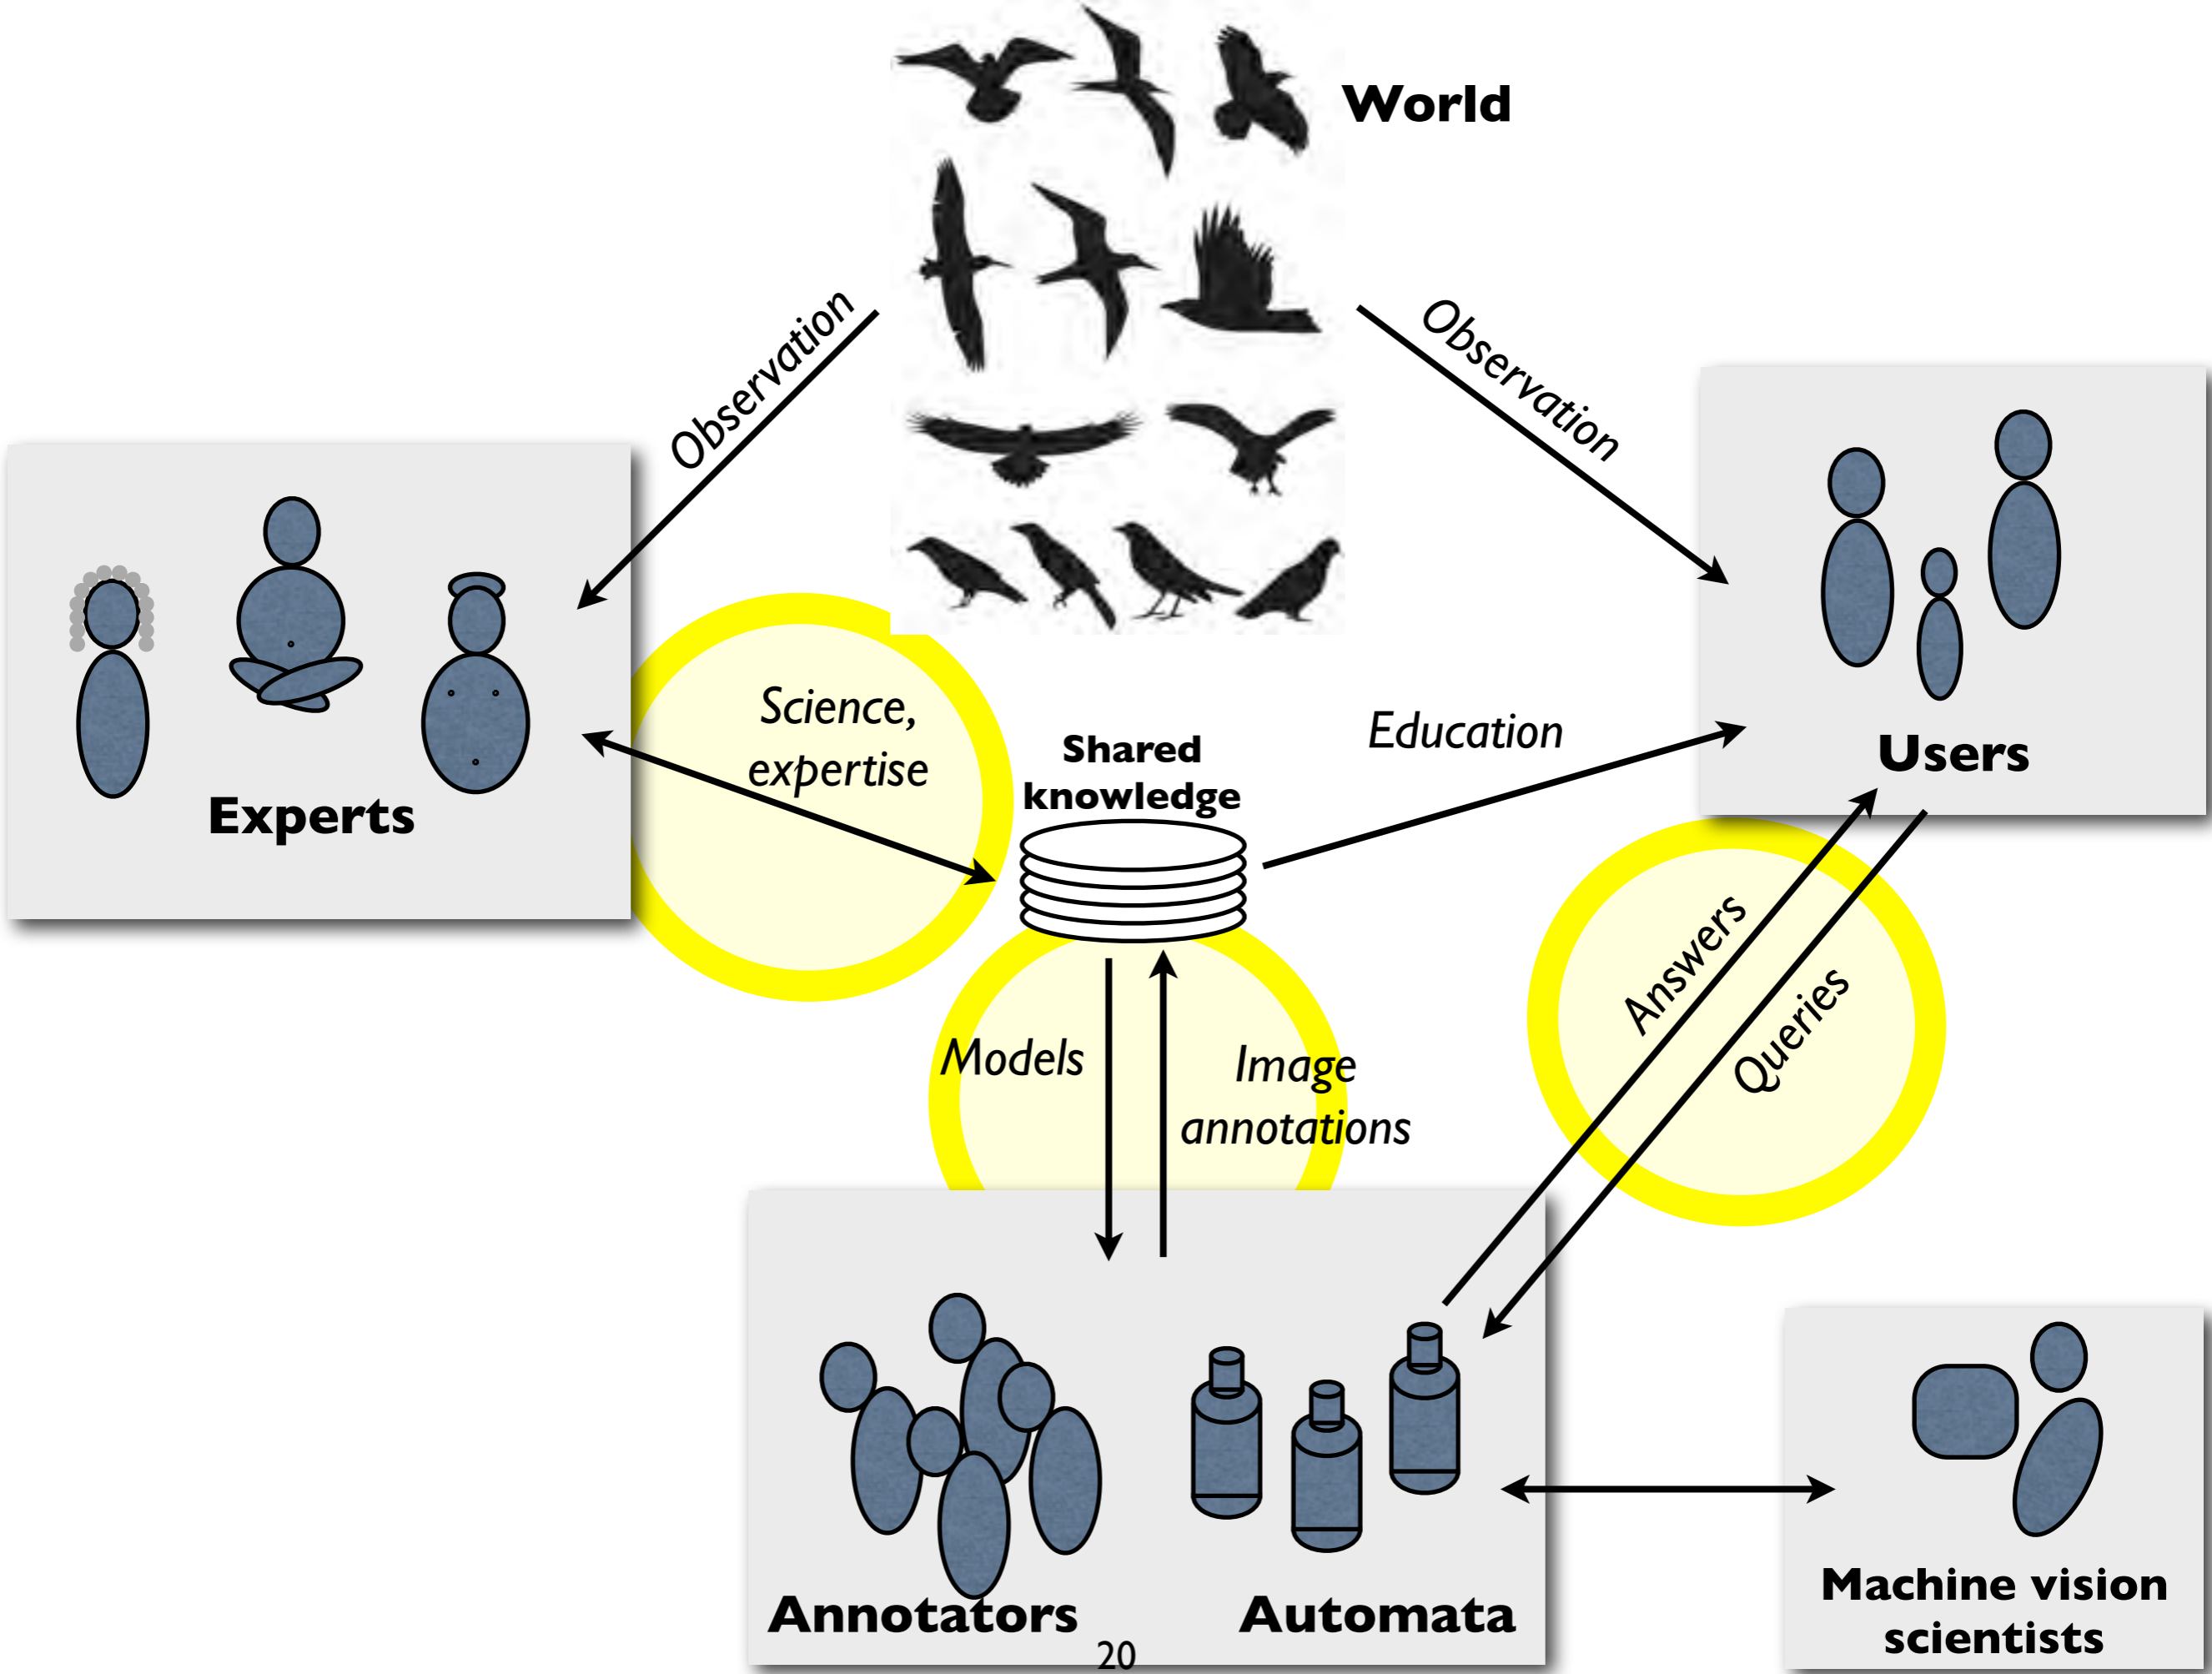 World
Observation
Observation
Science,
expertise
Experts
Shared
knowledge
Education
Users
Models
Image
annotations
Answers
Queries
Annotators
Automata
Machine vision
scientists
20